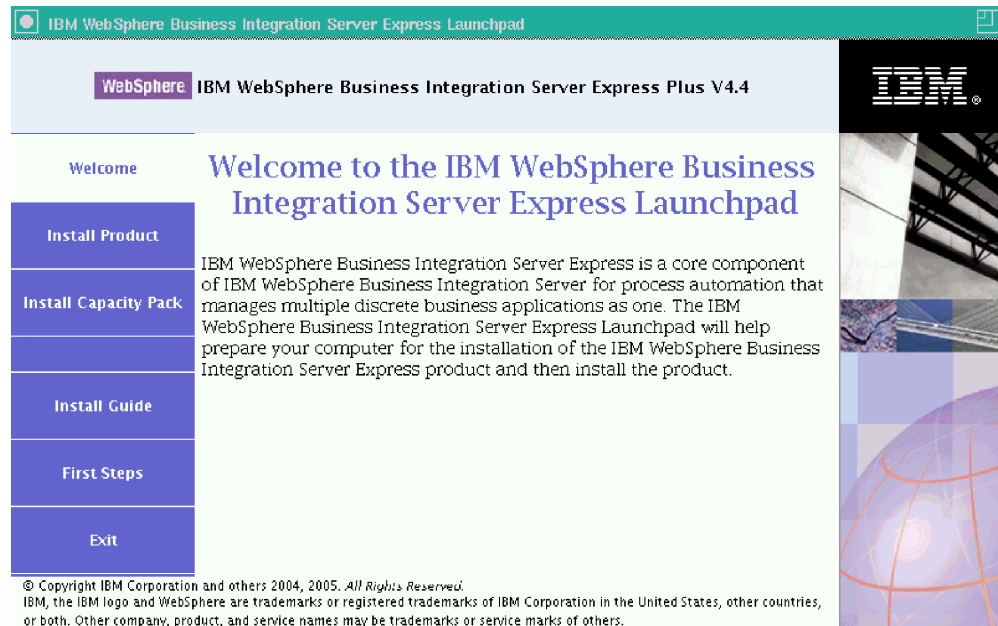 IBM WebSphere Business Integration Server Express Launchpad
WebSphere. IBM WebSphere Business Integration Server Express Plus V4.4
IBM®
Welcome
Install Product
Install Capacity Pack
Install Guide
First Steps
Exit
Welcome to the IBM WebSphere Business
Integration Server Express Launchpad
IBM WebSphere Business Integration Server Express is a core component
of IBM WebSphere Business Integration Server for process automation that
manages multiple discrete business applications as one. The IBM
WebSphere Business Integration Server Express Launchpad will help
prepare your computer for the installation of the IBM WebSphere Business
Integration Server Express product and then install the product.
© Copyright IBM Corporation and others 2004, 2005. All Rights Reserved.
IBM, the IBM logo and WebSphere are trademarks or registered trademarks of IBM Corporation in the United States, other countries,
or both. Other company, product, and service names may be trademarks or service marks of others.